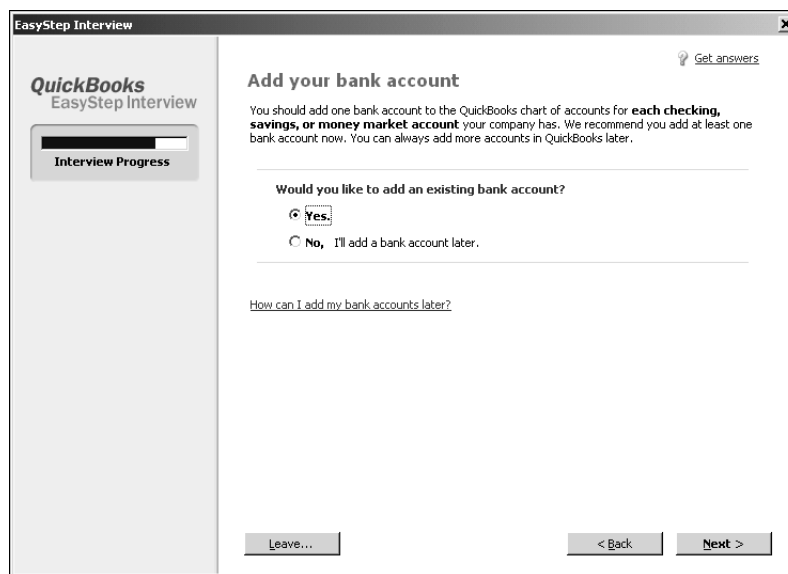 EasyStep Interview
Get answers
QuickBooks
EasyStep Interview
Interview Progress
Add your bank account
You should add one bank account to the QuickBooks chart of accounts for each checking,
savings, or money market account your company has. We recommend you add at least one
bank account now. You can always add more accounts in QuickBooks later.
Would you like to add an existing bank account?
Yes.
No, I'll add a bank account later.
How can I add my bank accounts later?
Leave...
< Back
Next >